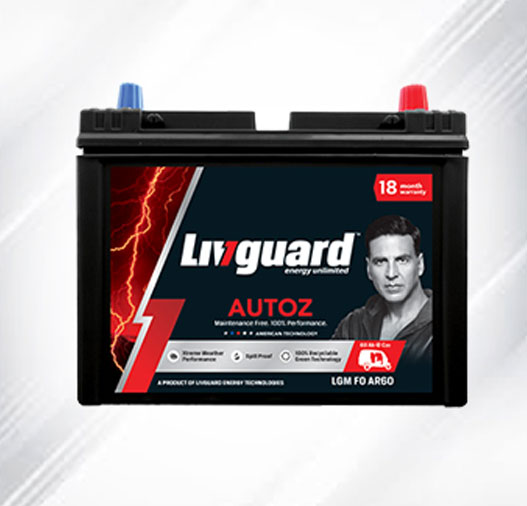 18 month
warranty
Livguard
energy unlimited
AUTOZ
Maintenance Free. 100% Performance.
AMERICAN TECHNOLOGY
Xtreme Weather
Performance
Spill Proof
100% Recyclable
Green Technology
A PRODUCT OF LIVGUARD ENERGY TECHNOLOGIES
LGM FO AR60